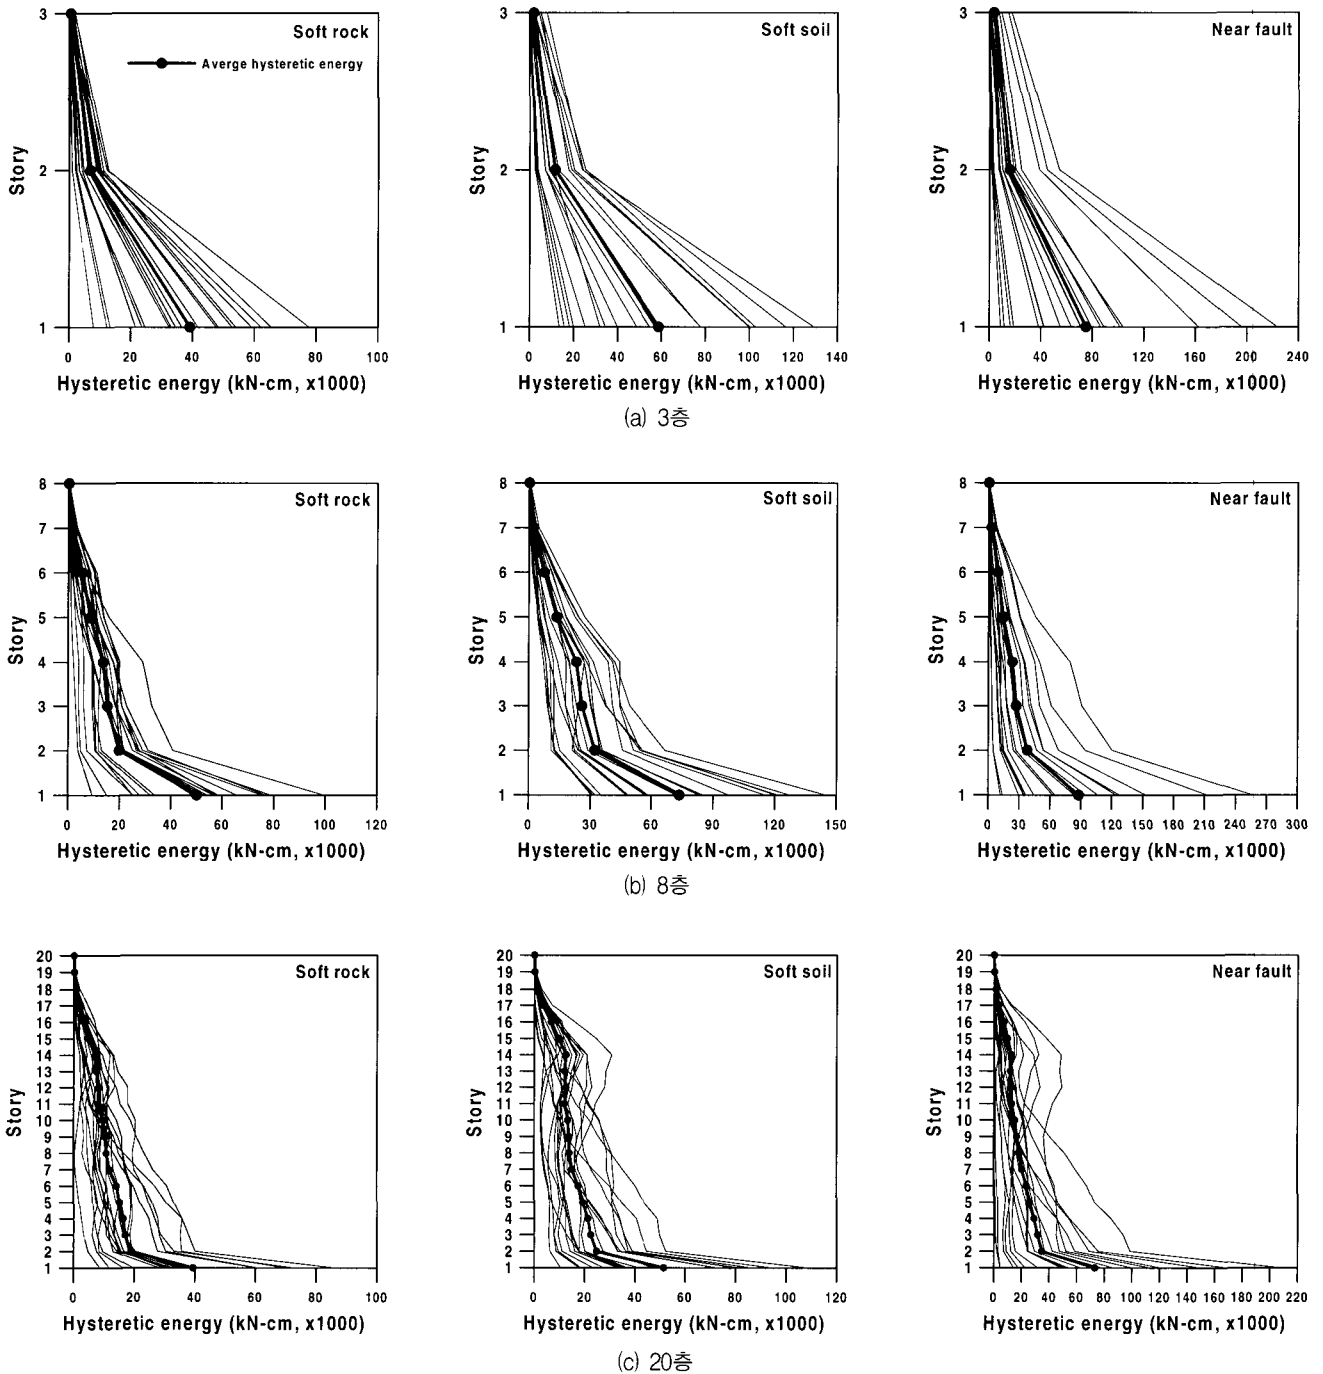 Soft rock
Averge hysteretic energy
3
2
1
Story
0 20 40 60 80 100
Hysteretic energy (kN-cm, x1000)
Soft soil
3
2
1
Story
0 20 40 60 80 100 120 140
Hysteretic energy (kN-cm, x1000)
Near fault
3
2
1
Story
0 40 80 120 160 200 240
Hysteretic energy (kN-cm, x1000)
(a) 3층
Soft rock
8
7
6
5
4
3
2
1
Story
0 20 40 60 80 100 120
Hysteretic energy (kN-cm, x1000)
Soft soil
8
7
6
5
4
3
2
1
Story
0 30 60 90 120 150
Hysteretic energy (kN-cm, x1000)
Near fault
8
7
6
5
4
3
2
1
Story
0 30 60 90 120 150 180 210 240 270 300
Hysteretic energy (kN-cm, x1000)
(b) 8층
Soft rock
20
19
18
17
16
15
14
13
12
11
10
9
8
7
6
5
4
3
2
1
Story
0 20 40 60 80 100
Hysteretic energy (kN-cm, x1000)
Soft soil
20
19
18
17
16
15
14
13
12
11
10
9
8
7
6
5
4
3
2
1
Story
0 10 20 30 40 50 60 70 80 90 100 110 120
Hysteretic energy (kN-cm, x1000)
Near fault
20
19
18
17
16
15
14
13
12
11
10
9
8
7
6
5
4
3
2
1
Story
0 20 40 60 80 100 120 140 160 180 200 220
Hysteretic energy (kN-cm, x1000)
(c) 20층